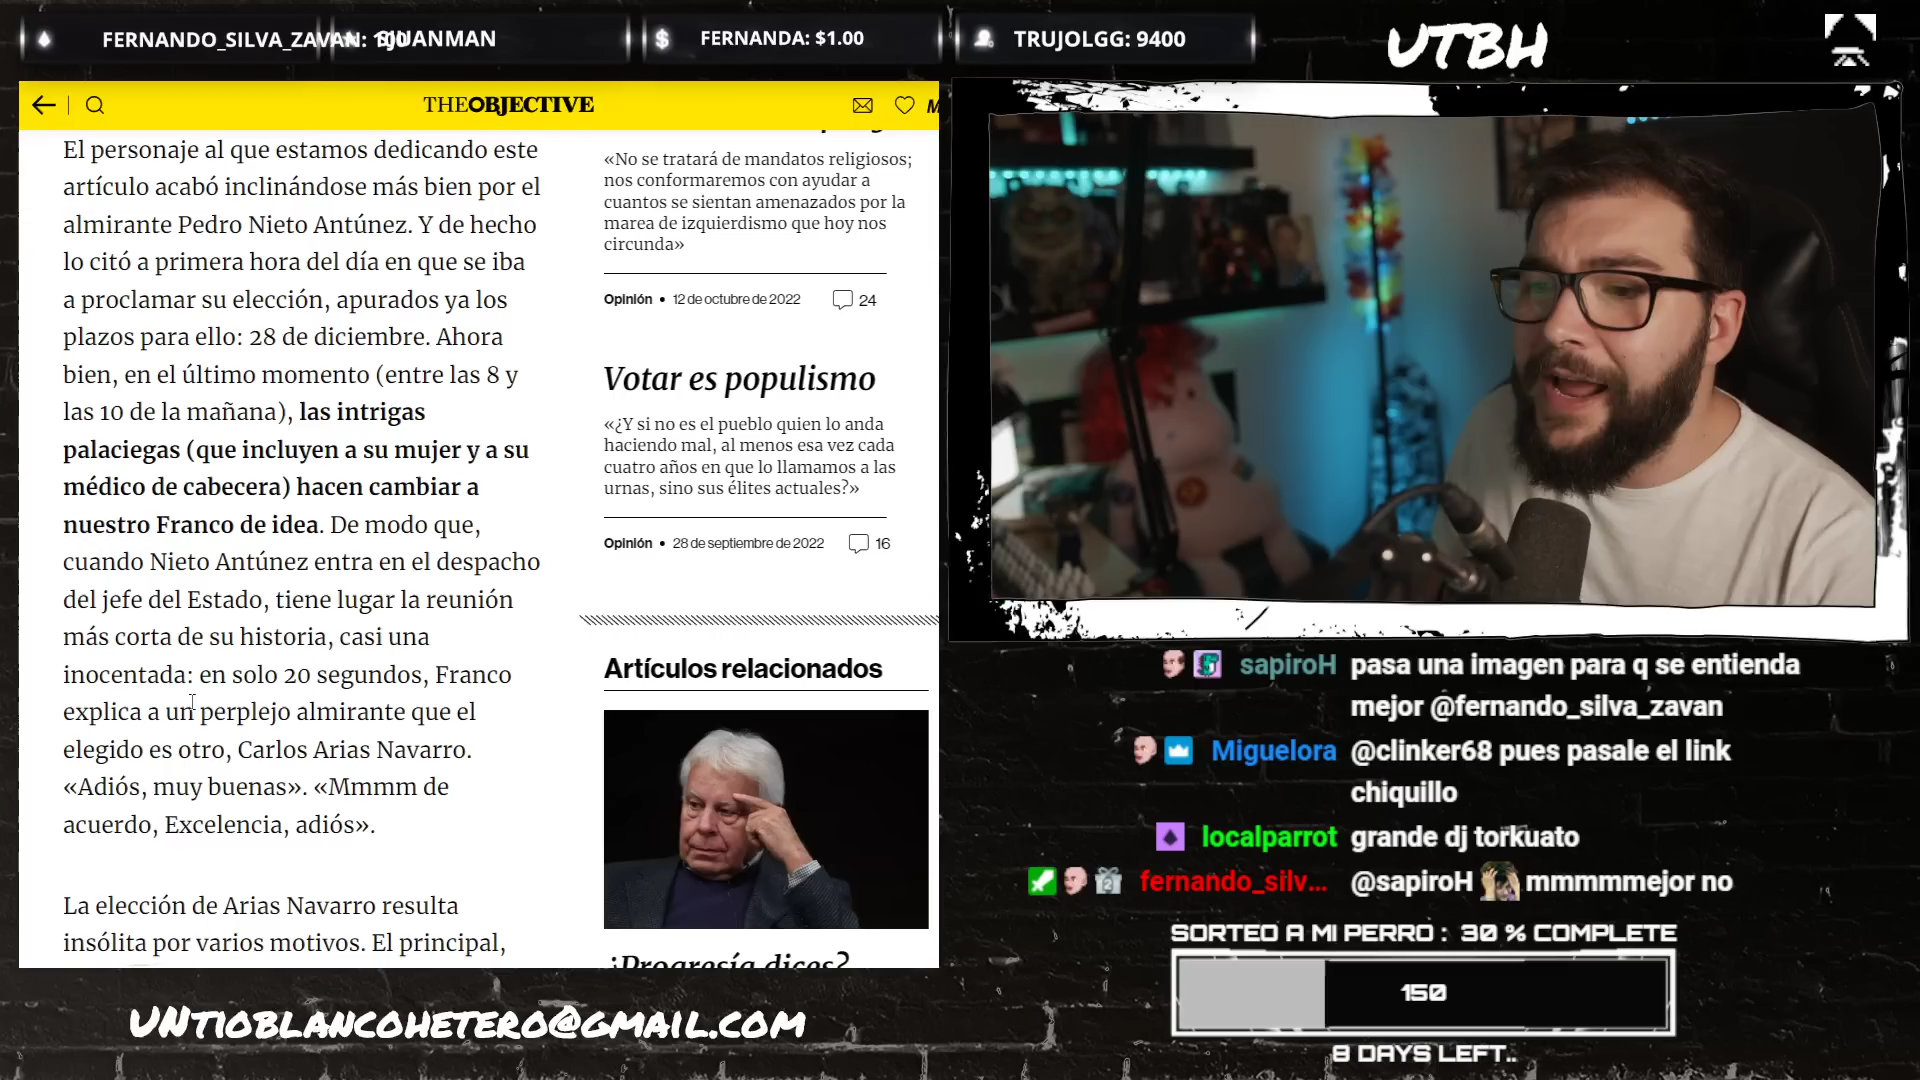 FERNANDO_SILVA_ZAVAN:
JUANMAN
FERNANDA: $1.00
TRUJOLGG: 9400
UTBH
THEOBJECTIVE
El personaje al que estamos dedicando este
artículo acabó inclinándose más bien por el
almirante Pedro Nieto Antúnez. Y de hecho
lo citó a primera hora del día en que se iba
a proclamar su elección, apurados ya los
plazos para ello: 28 de diciembre. Ahora
bien, en el último momento (entre las 8 y
las 10 de la mañana), las intrigas
palaciegas (que incluyen a su mujer y a su
médico de cabecera) hacen cambiar a
nuestro Franco de idea. De modo que,
cuando Nieto Antúnez entra en el despacho
del jefe del Estado, tiene lugar la reunión
más corta de su historia, casi una
inocentada: en solo 20 segundos, Franco
explica a un perplejo almirante que el
elegido es otro, Carlos Arias Navarro.
«Adiós, muy buenas». «Mmmm de
acuerdo, Excelencia, adiós».
La elección de Arias Navarro resulta
insólita por varios motivos. El principal,
«No se tratará de mandatos religiosos;
nos conformaremos con ayudar a
cuantos se sientan amenazados por la
marea de izquierdismo que hoy nos
circunda»
Opinión • 12 de octubre de 2022 24
Votar es populismo
«¿Y si no es el pueblo quien lo anda
haciendo mal, al menos esa vez cada
cuatro años en que lo llamamos a las
urnas, sino sus élites actuales?»
Opinión • 28 de septiembre de 2022 16
Artículos relacionados
¿Progresía dices?
sapiroH pasa una imagen para q se entienda
mejor @fernando_silva_zavan
Miguelora @clinker68 pues pasale el link
chiquillo
localparrot grande dj torkuato
2 fernando_silv... @sapiroH mmmmmejor no
SORTEO A MI PERRO : 30 % COMPLETE
150
8 DAYS LEFT..
UNTIOBLANCOHETERO@GMAIL.COM